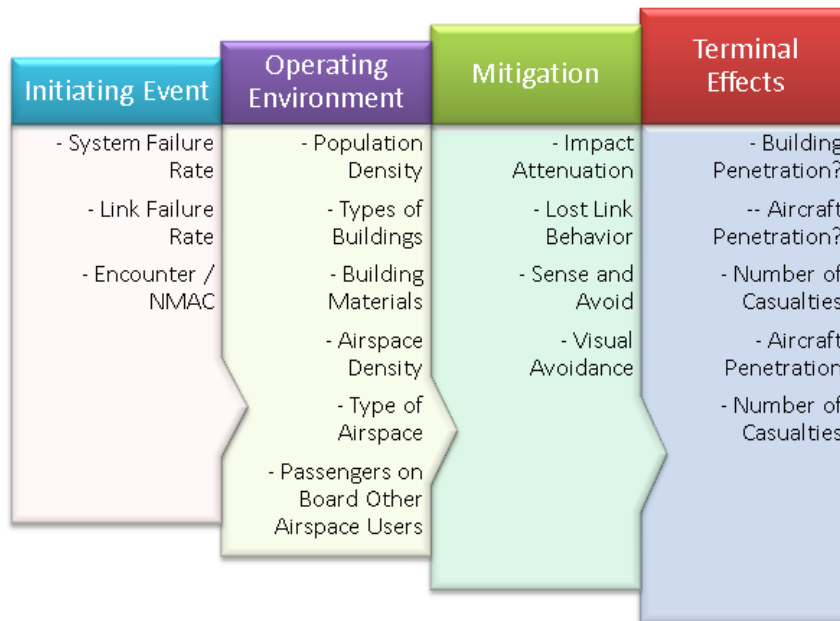 Initiating Event
- System Failure
Rate
- Link Failure
Rate
- Encounter /
NMAC
Operating
Environment
- Population
Density
- Types of
Buildings
- Building
Materials
- Airspace
Density
- Type of
Airspace
- Passengers on
Board Other
Airspace Users
Mitigation
- Impact
Attenuation
- Lost Link
Behavior
- Sense and
Avoid
- Visual
Avoidance
Terminal
Effects
- Building
Penetration?
-- Aircraft
Penetration?
- Number of
Casualties
- Aircraft
Penetration
- Number of
Casualties